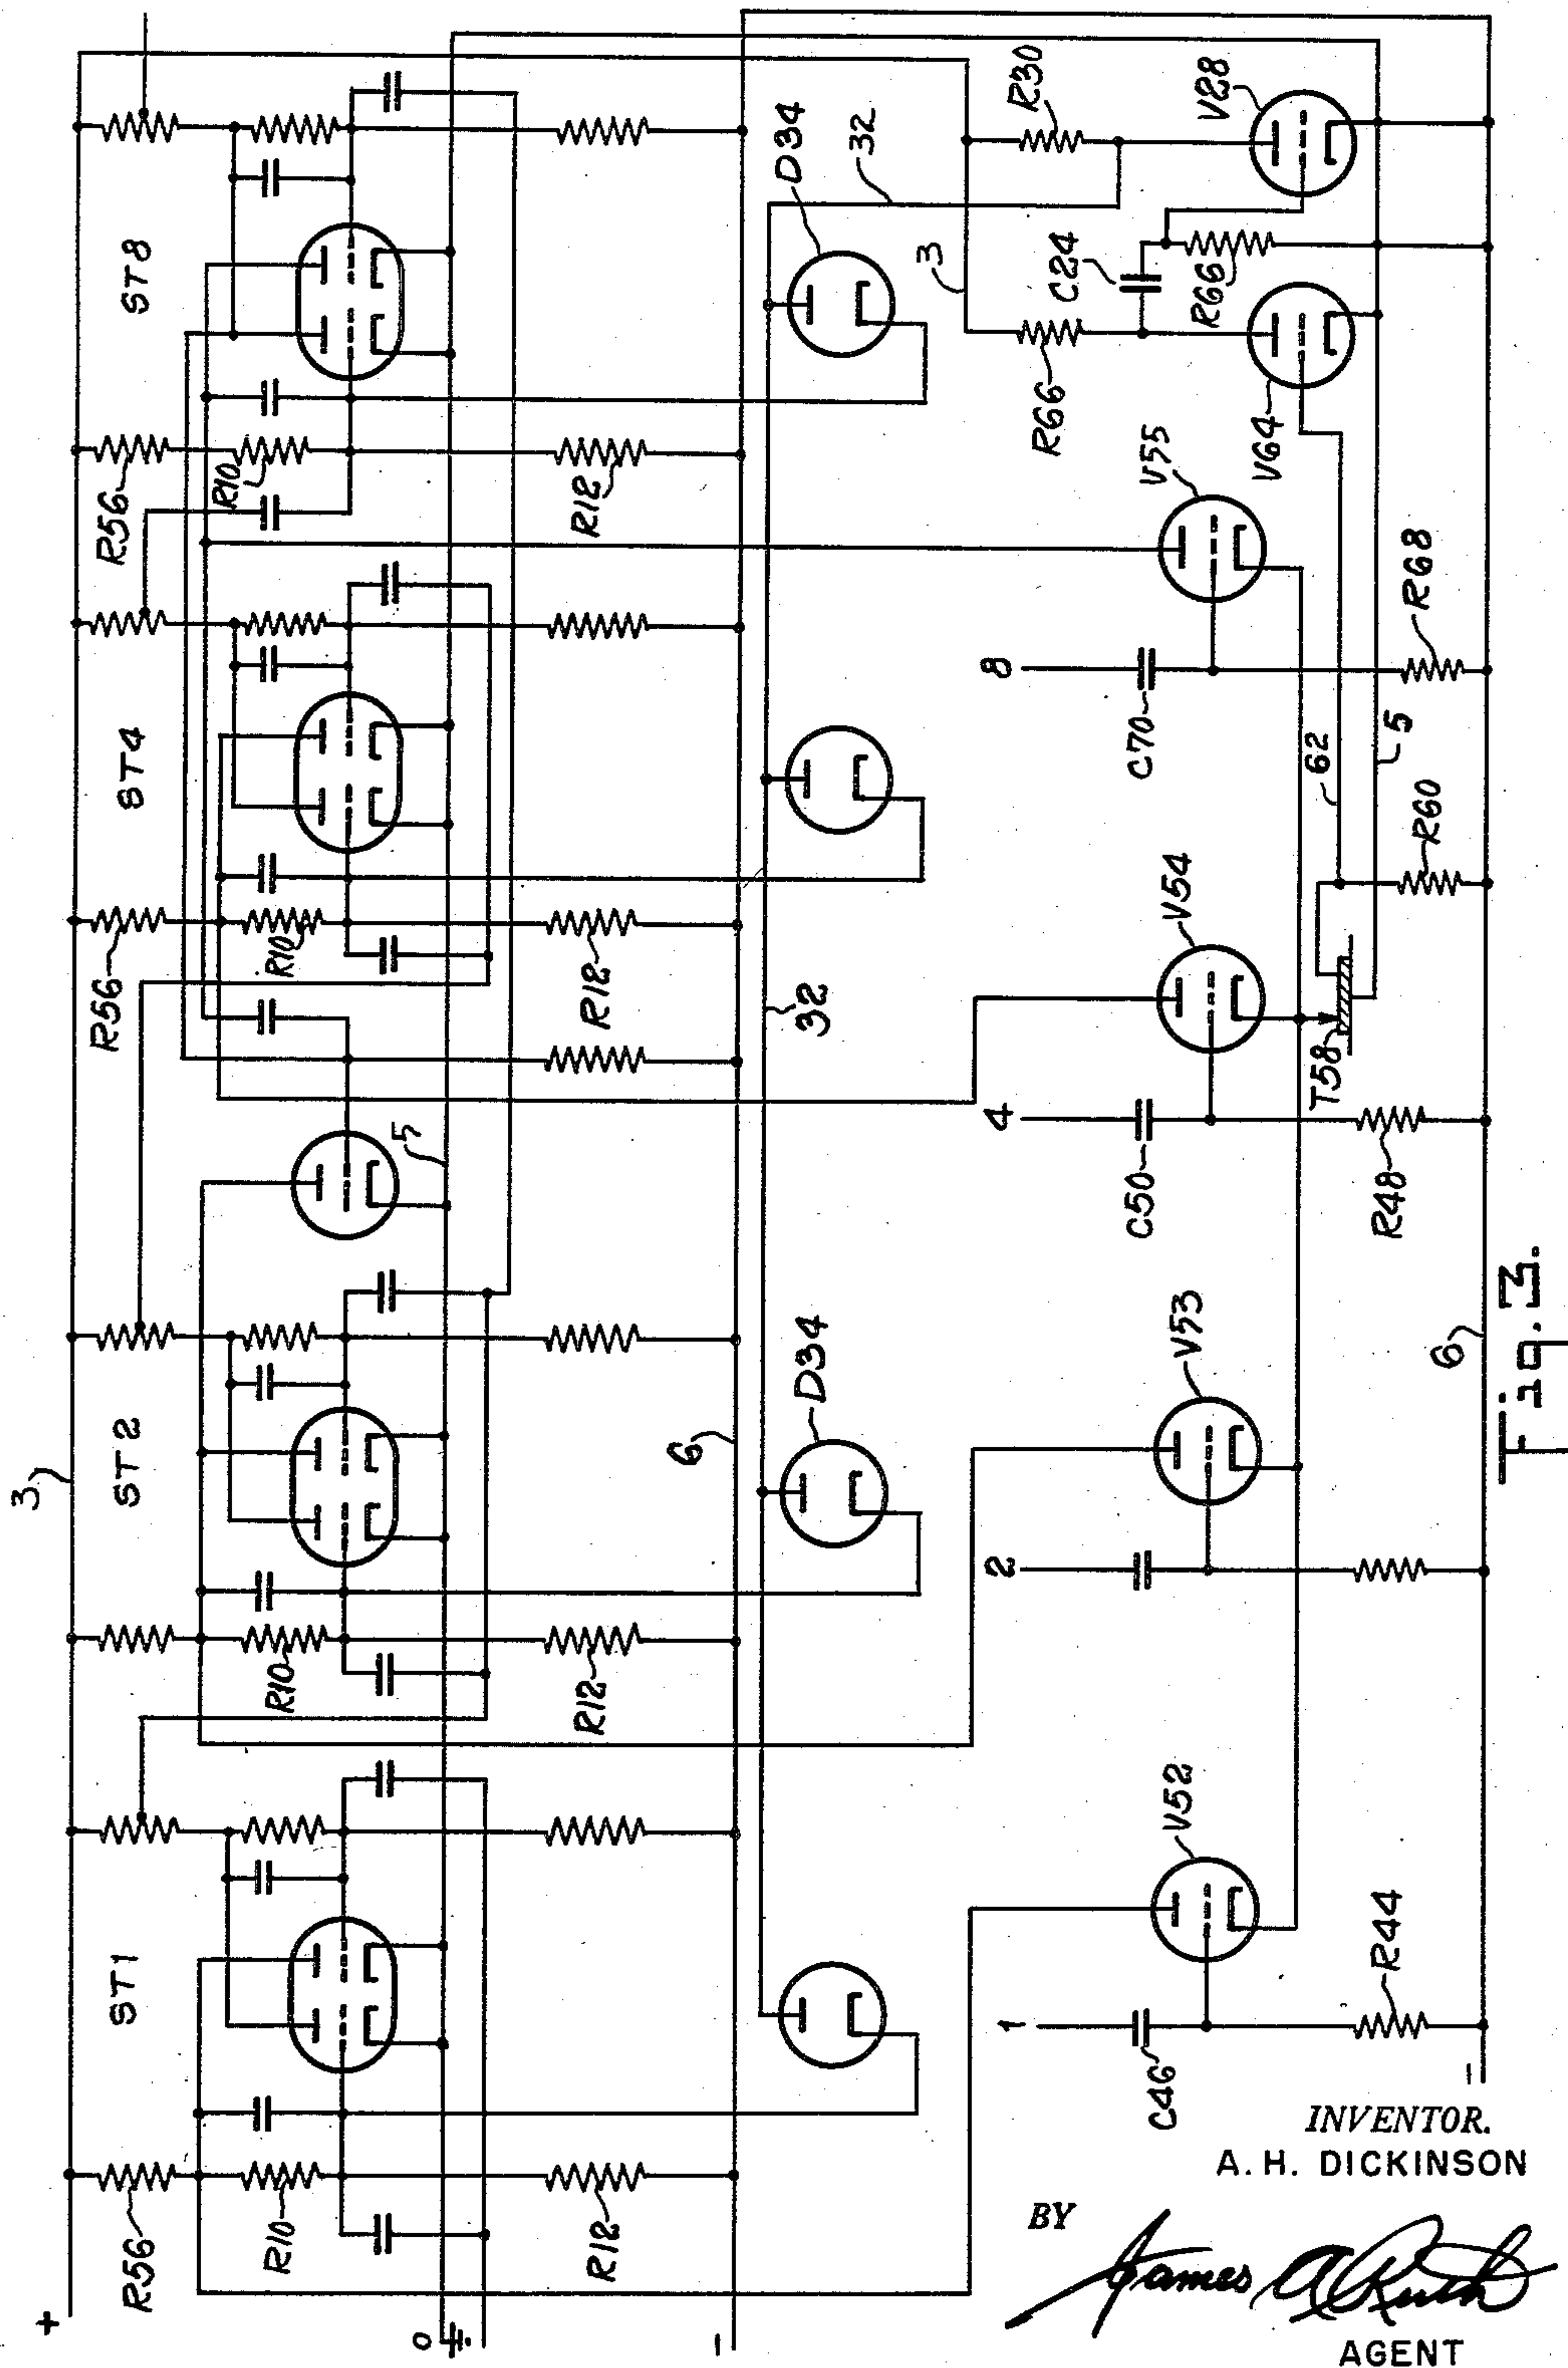 3
+
0
ST1
ST2
ST4
ST8
R56
R10
R12
R10
R12
5
R56
R10
R12
R56
R10
R12
6
32
D34
D34
32
3
R30
R66
C24
R66
V64
V28
V52
V53
V54
V55
1
2
4
8
C46
R44
C50
R48
C70
R68
T58
62
5
R60
6
Fig. 3.
INVENTOR.
A. H. DICKINSON
BY
James A Ruth
AGENT